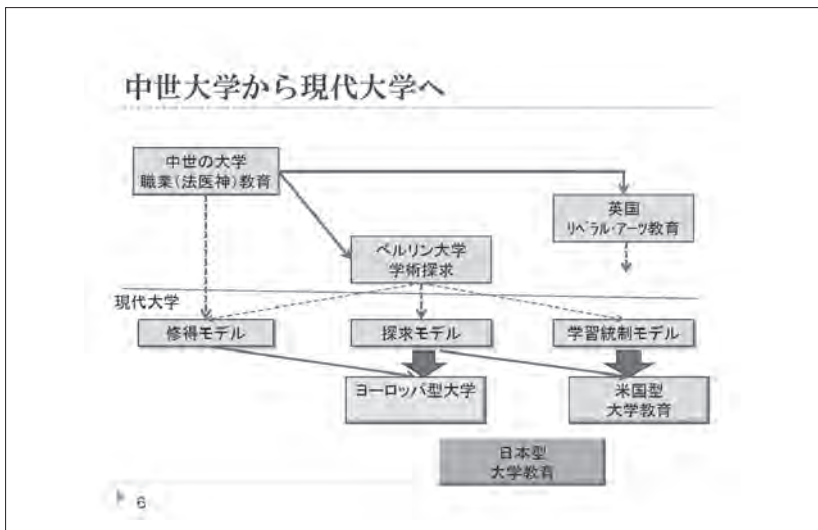 中世大学から現代大学へ
中世の大学
職業(法医神)教育
英国
リベラル・アーツ教育
ベルリン大学
学術探求
現代大学
修得モデル
探求モデル
学習統制モデル
ヨーロッパ型大学
米国型
大学教育
日本型
大学教育
6